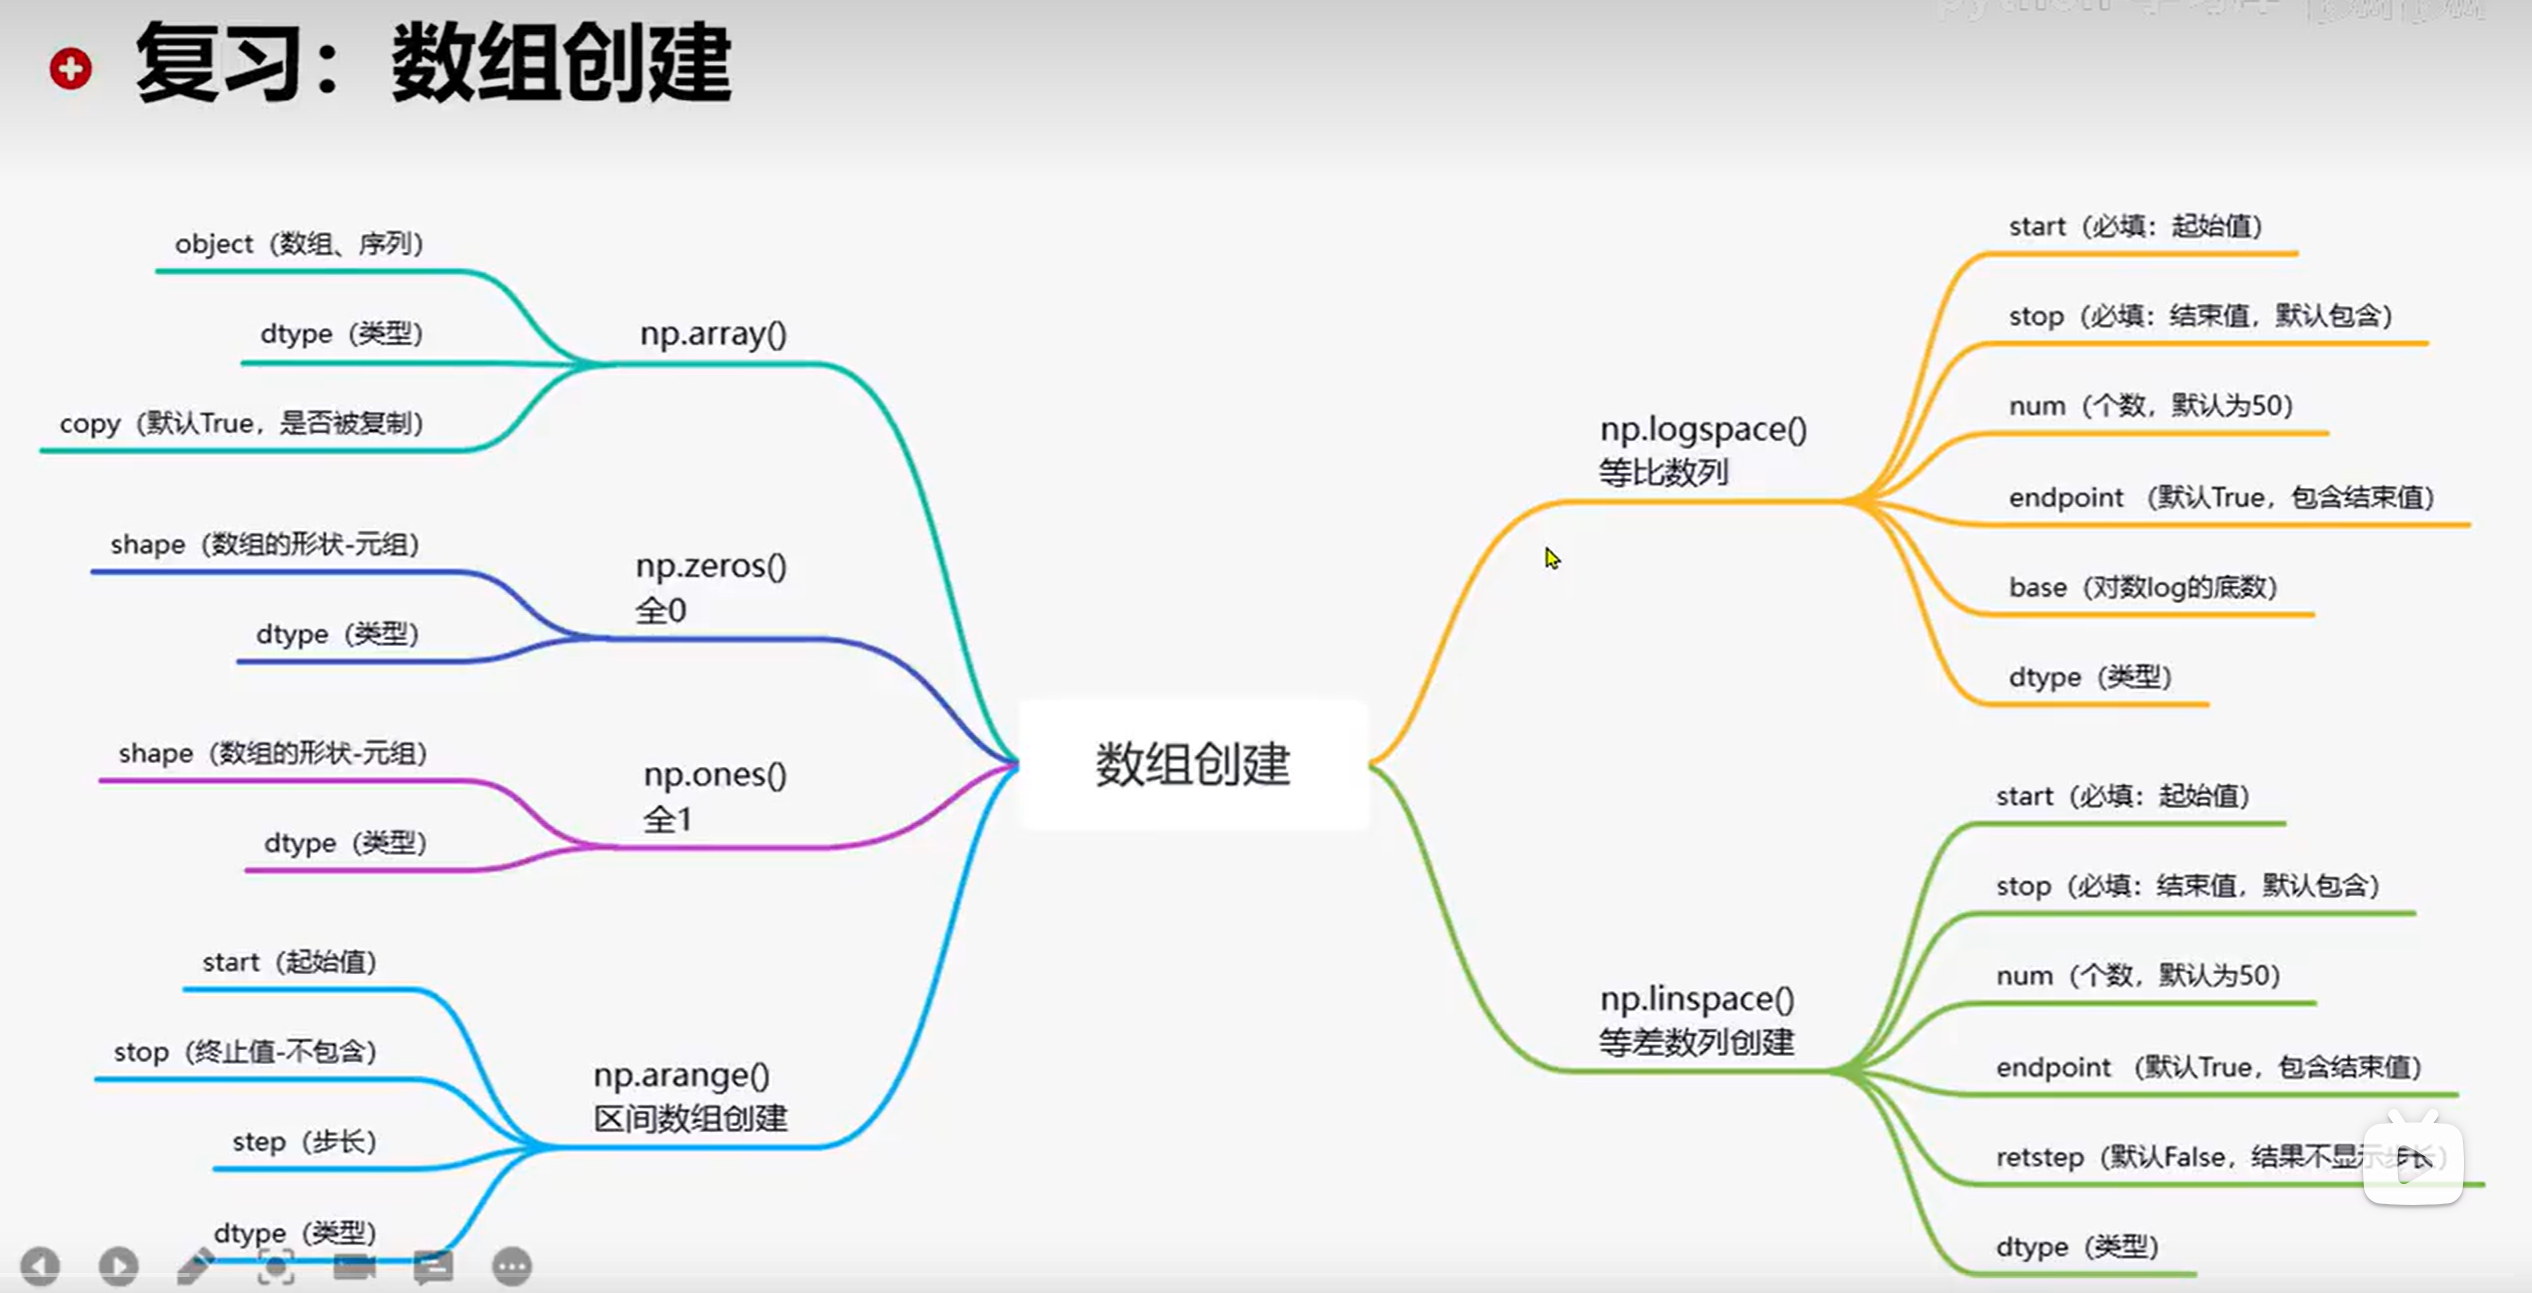 复习：数组创建
object（数组、序列）
dtype（类型）
copy（默认True，是否被复制）
np.array()
shape（数组的形状-元组）
dtype（类型）
np.zeros()
全0
shape（数组的形状-元组）
dtype（类型）
np.ones()
全1
start（起始值）
stop（终止值-不包含）
step（步长）
dtype（类型）
np.arange()
区间数组创建
数组创建
np.logspace()
等比数列
start（必填：起始值）
stop（必填：结束值，默认包含）
num（个数，默认为50）
endpoint （默认True，包含结束值）
base（对数log的底数）
dtype（类型）
np.linspace()
等差数列创建
start（必填：起始值）
stop（必填：结束值，默认包含）
num（个数，默认为50）
endpoint （默认True，包含结束值）
retstep（默认False，结果不显示步长）
dtype（类型）